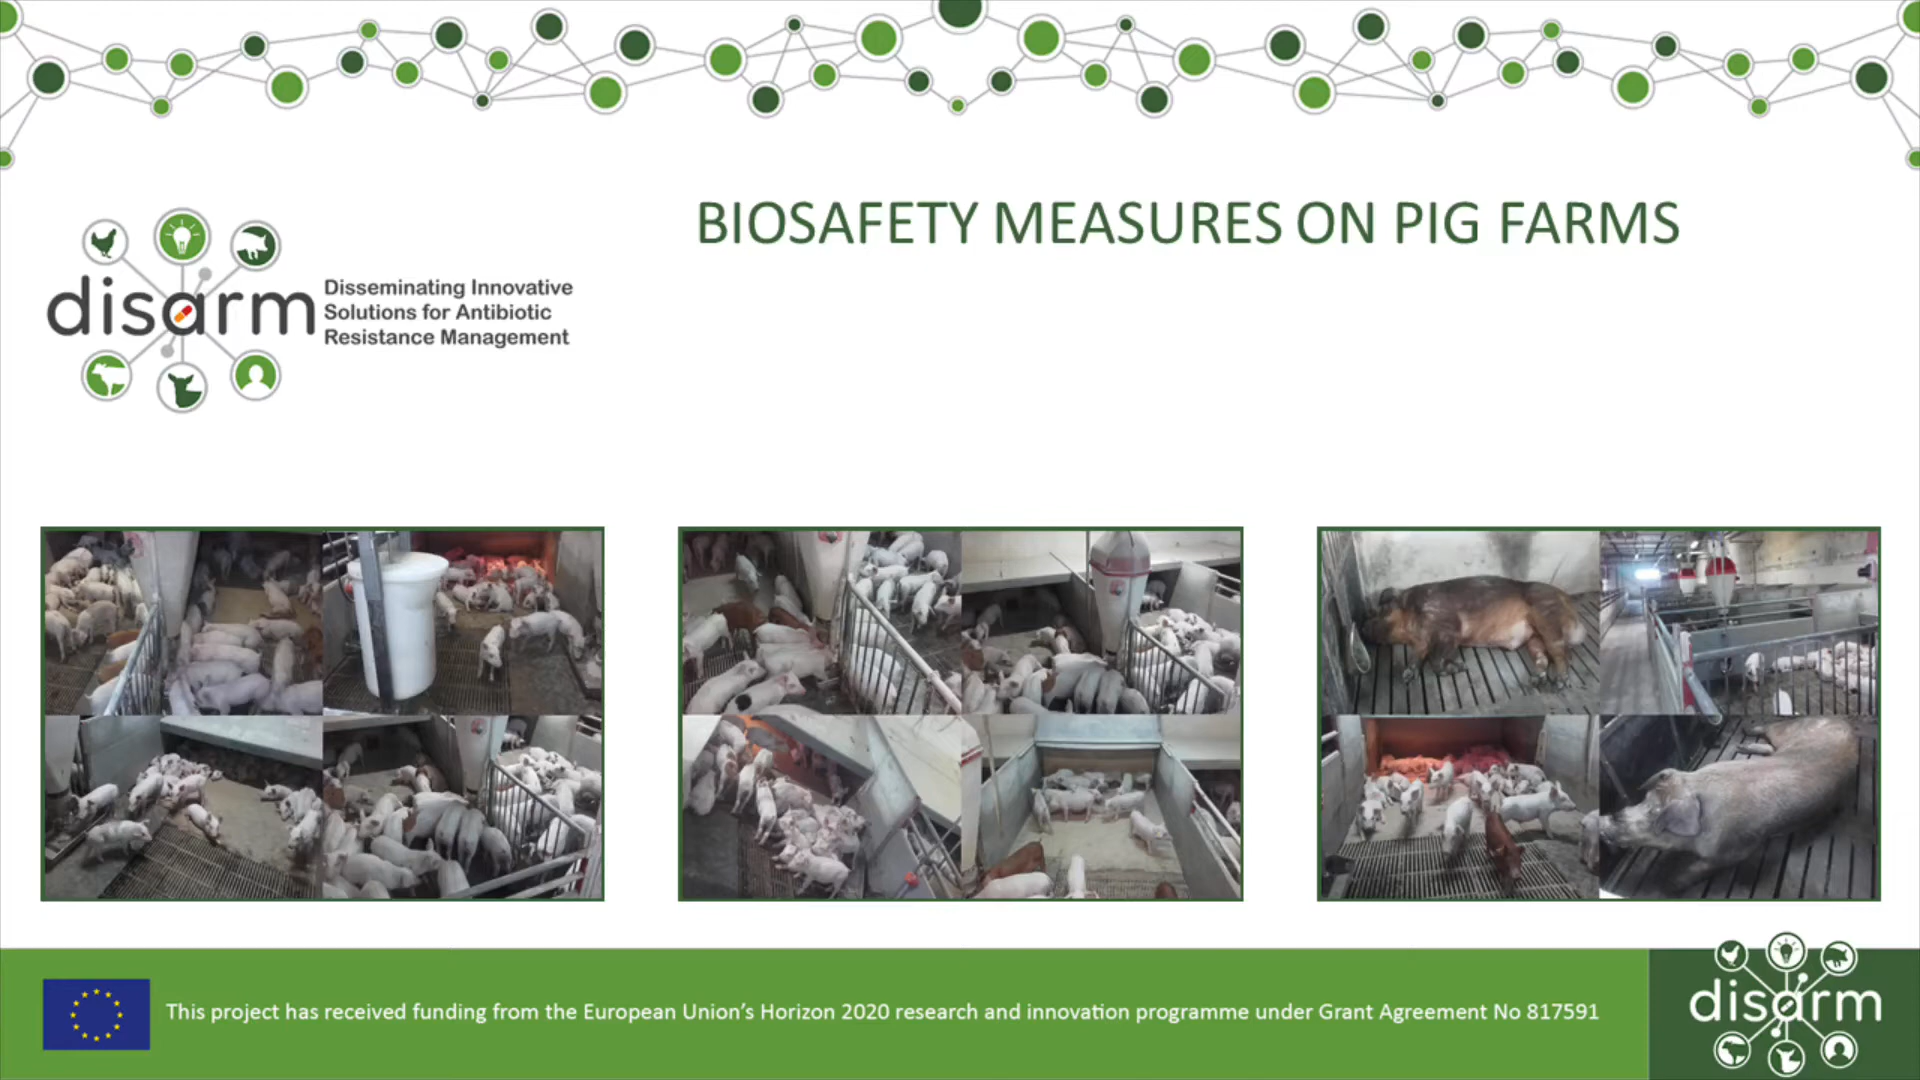 BIOSAFETY MEASURES ON PIG FARMS
disarm
Disseminating Innovative
Solutions for Antibiotic
Resistance Management
This project has received funding from the European Union’s Horizon 2020 research and innovation programme under Grant Agreement No 817591
disarm